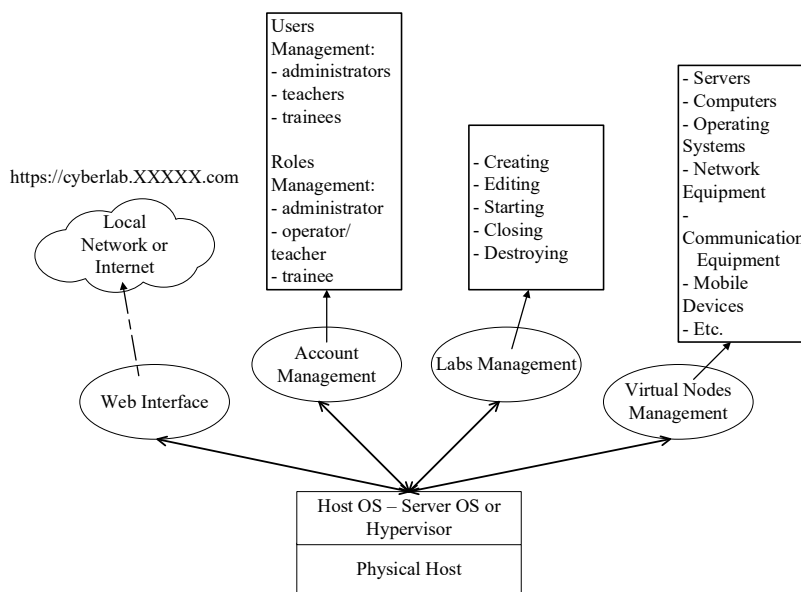 Users
Management:
- administrators
- teachers
- trainees
Roles
Management:
- administrator
- operator/
teacher
- trainee
- Servers
- Computers
- Operating
Systems
- Network
Equipment
-
Communication
Equipment
- Mobile
Devices
- Etc.
- Creating
- Editing
- Starting
- Closing
- Destroying
https://cyberlab.XXXXX.com
Local
Network or
Internet
Account
Management
Labs Management
Web Interface
Virtual Nodes
Management
Host OS – Server OS or
Hypervisor
Physical Host